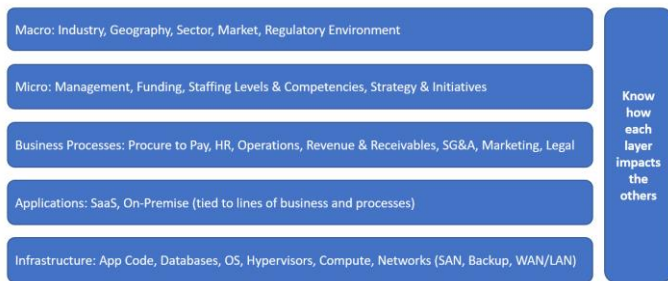 Macro: Industry, Geography, Sector, Market, Regulatory Environment
Micro: Management, Funding, Staffing Levels & Competencies, Strategy & Initiatives
Business Processes: Procure to Pay, HR, Operations, Revenue & Receivables, SG&A, Marketing, Legal
Applications: SaaS, On-Premise (tied to lines of business and processes)
Infrastructure: App Code, Databases, OS, Hypervisors, Compute, Networks (SAN, Backup, WAN/LAN)
Know
how
each
layer
impacts
the
others